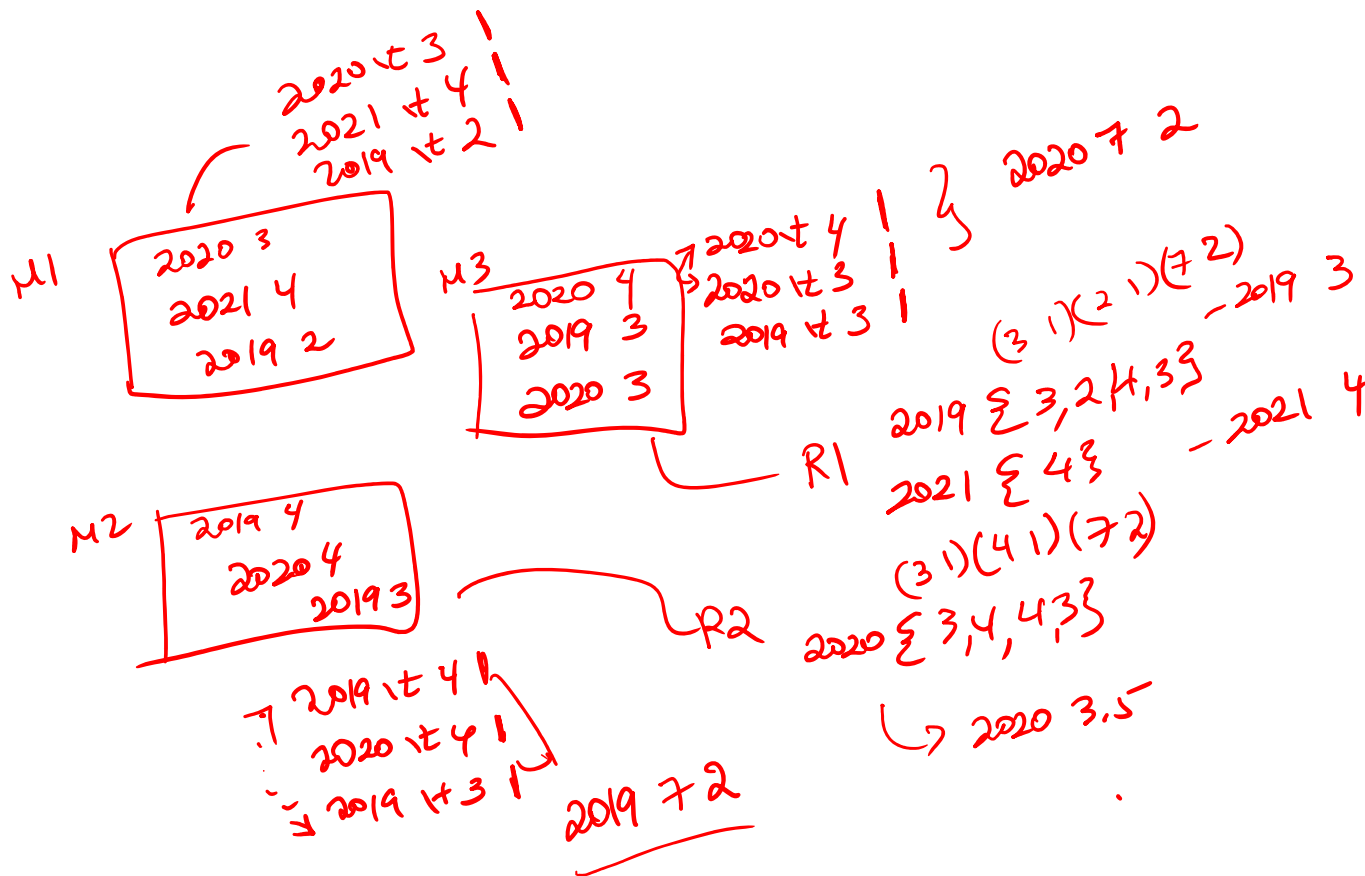 2020 \t 3 |
2021 \t 4 |
2019 \t 2 |
M1
2020 3
2021 4
2019 2
M3
2020 4
2019 3
2020 3
2020 \t 4 |
2020 \t 3 |
2019 \t 3 |
} 2020 7 2
M2
2019 4
2020 4
2019 3
2019 \t 4 |
2020 \t 4 |
2019 \t 3 |
2019 7 2
R1
(3 1)(2 1)(7 2)
2019 {3,2,4,3} - 2019 3
2021 {4} - 2021 4
R2
(3 1)(4 1)(7 2)
2020 {3,4,4,3}
2020 3.5